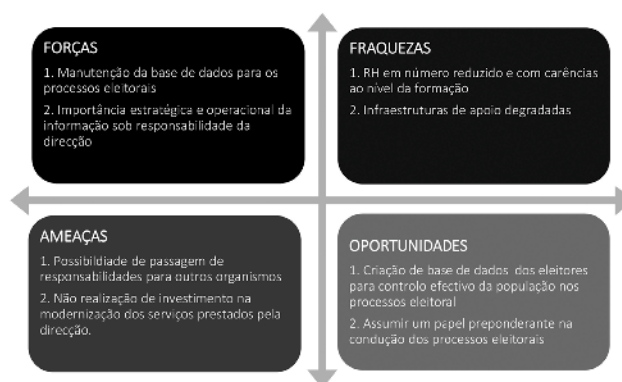 FORÇAS
1. Manutenção da base de dados para os
processos eleitorais
2. Importância estratégica e operacional da
informação sob responsabilidade da
direcção
FRAQUEZAS
1. RH em número reduzido e com carências
ao nível da formação
2. Infraestruturas de apoio degradadas
AMEAÇAS
1. Possibildiade de passagem de
responsabilidades para outros organismos
2. Não realização de investimento na
modernização dos serviços prestados pela
direcção.
OPORTUNIDADES
1. Criação de base de dados dos eleitores
para controlo efectivo da população nos
processos eleitoral
2. Assumir um papel preponderante na
condução dos processos eleitorais